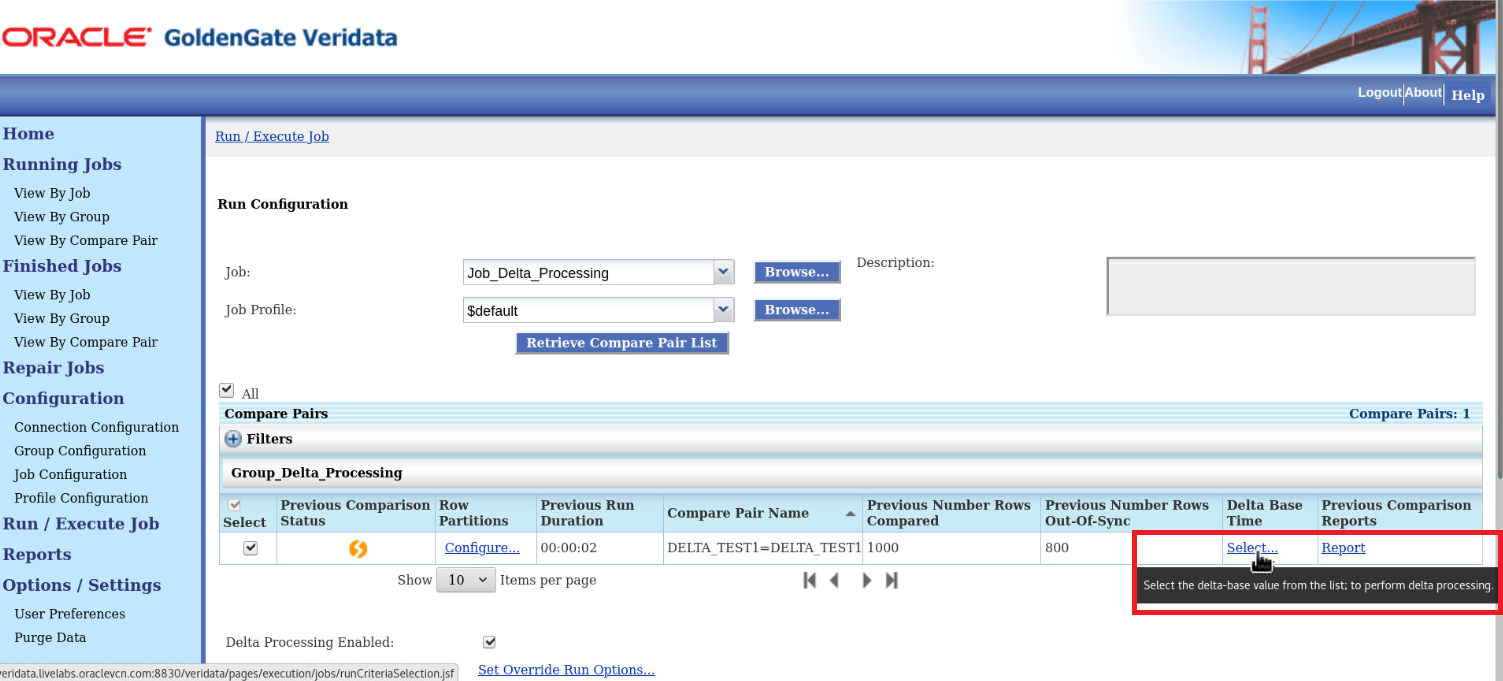 ORACLE GoldenGate Veridata
Logout About Help
Home
Running Jobs
View By Job
View By Group
View By Compare Pair
Finished Jobs
View By Job
View By Group
View By Compare Pair
Repair Jobs
Configuration
Connection Configuration
Group Configuration
Job Configuration
Profile Configuration
Run / Execute Job
Reports
Options / Settings
User Preferences
Purge Data
Run / Execute Job
Run Configuration
Job: Job_Delta_Processing Browse... Description:
Job Profile: $default Browse...
Retrieve Compare Pair List
All
Compare Pairs Compare Pairs: 1
Filters
Group_Delta_Processing
Select Previous Comparison Status Row Partitions Previous Run Duration Compare Pair Name Previous Number Rows Compared Previous Number Rows Out-Of-Sync Delta Base Time Previous Comparison Reports
Configure... 00:00:02 DELTA_TEST1=DELTA_TEST1 1000 800 Select... Report
Show 10 Items per page
Select the delta-base value from the list; to perform delta processing.
Delta Processing Enabled:
Set Override Run Options...
veridata.livelabs.oraclevcn.com:8830/veridata/pages/execution/jobs/runCriteriaSelection.jsf